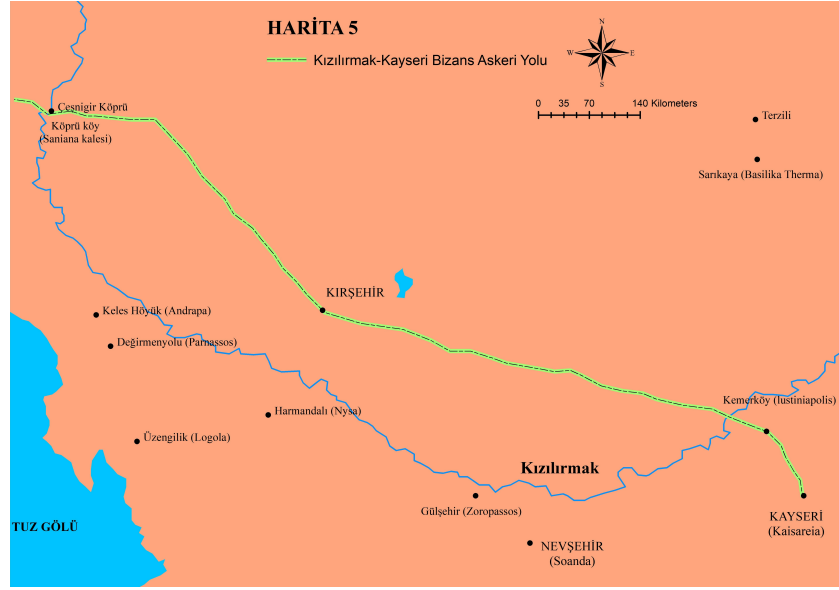 HARİTA 5
Kızılırmak-Kayseri Bizans Askeri Yolu
N
W
E
S
0 35 70 140 Kilometers
Çeşnigir Köprü
Köprü köy
(Saniana kalesi)
Terzili
Sarıkaya (Basilika Therma)
KIRŞEHİR
Keles Höyük (Andrapa)
Değirmenyolu (Parnassos)
Kemerköy (Iustiniapolis)
Harmandalı (Nysa)
Üzengilik (Logola)
Kızılırmak
Gülşehir (Zoropassos)
KAYSERİ
(Kaisareia)
TUZ GÖLÜ
NEVŞEHİR
(Soanda)